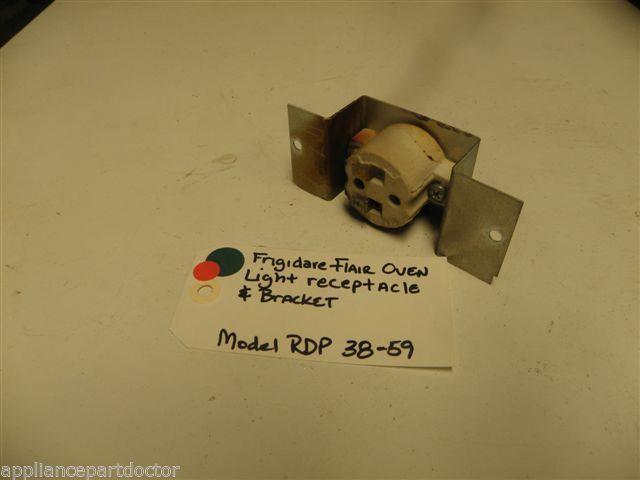 Frigidare Flair Oven
Light receptacle
& Bracket
Model RDP 38-59
appliancepartdoctor